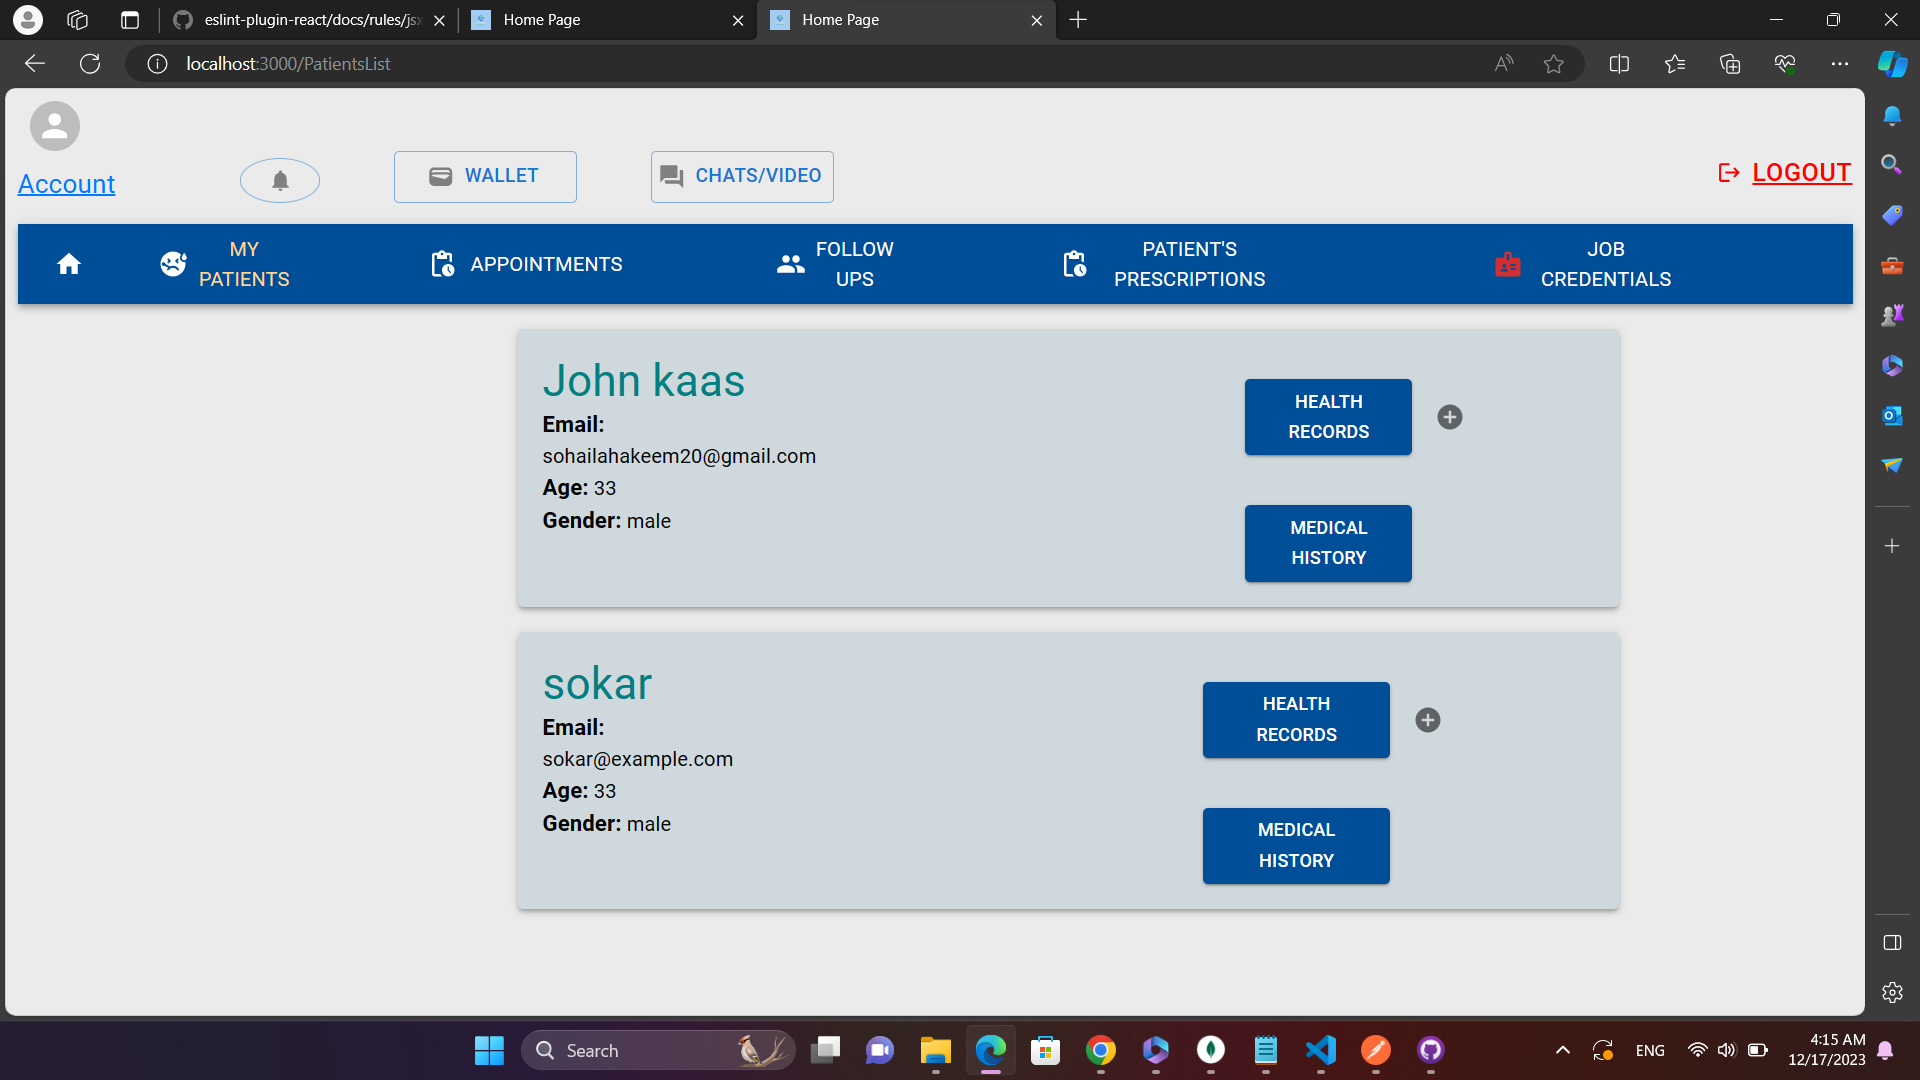 eslint-plugin-react/docs/rules/jsx
Home Page
Home Page
localhost:3000/PatientsList
Account
WALLET
CHATS/VIDEO
LOGOUT
MY
PATIENTS
APPOINTMENTS
FOLLOW
UPS
PATIENT'S
PRESCRIPTIONS
JOB
CREDENTIALS
John kaas
Email:
sohailahakeem20@gmail.com
Age: 33
Gender: male
HEALTH
RECORDS
MEDICAL
HISTORY
sokar
Email:
sokar@example.com
Age: 33
Gender: male
HEALTH
RECORDS
MEDICAL
HISTORY
Search
ENG
4:15 AM
12/17/2023